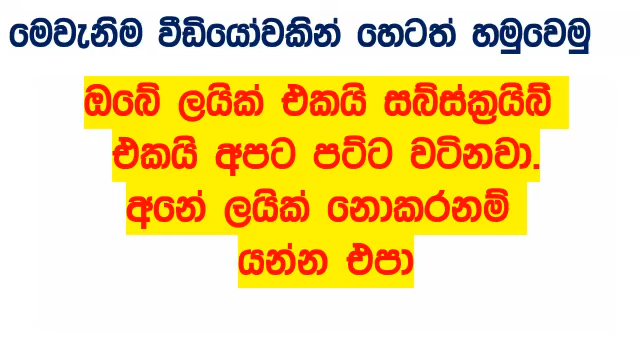 මෙවැනිම වීඩියෝවකින් හෙටත් හමුවෙමු
ඔබේ ලයික් එකයි සබ්ස්ක්‍රයිබ්
එකයි අපට පට්ට වටිනවා.
අනේ ලයික් නොකරනම්
යන්න එපා